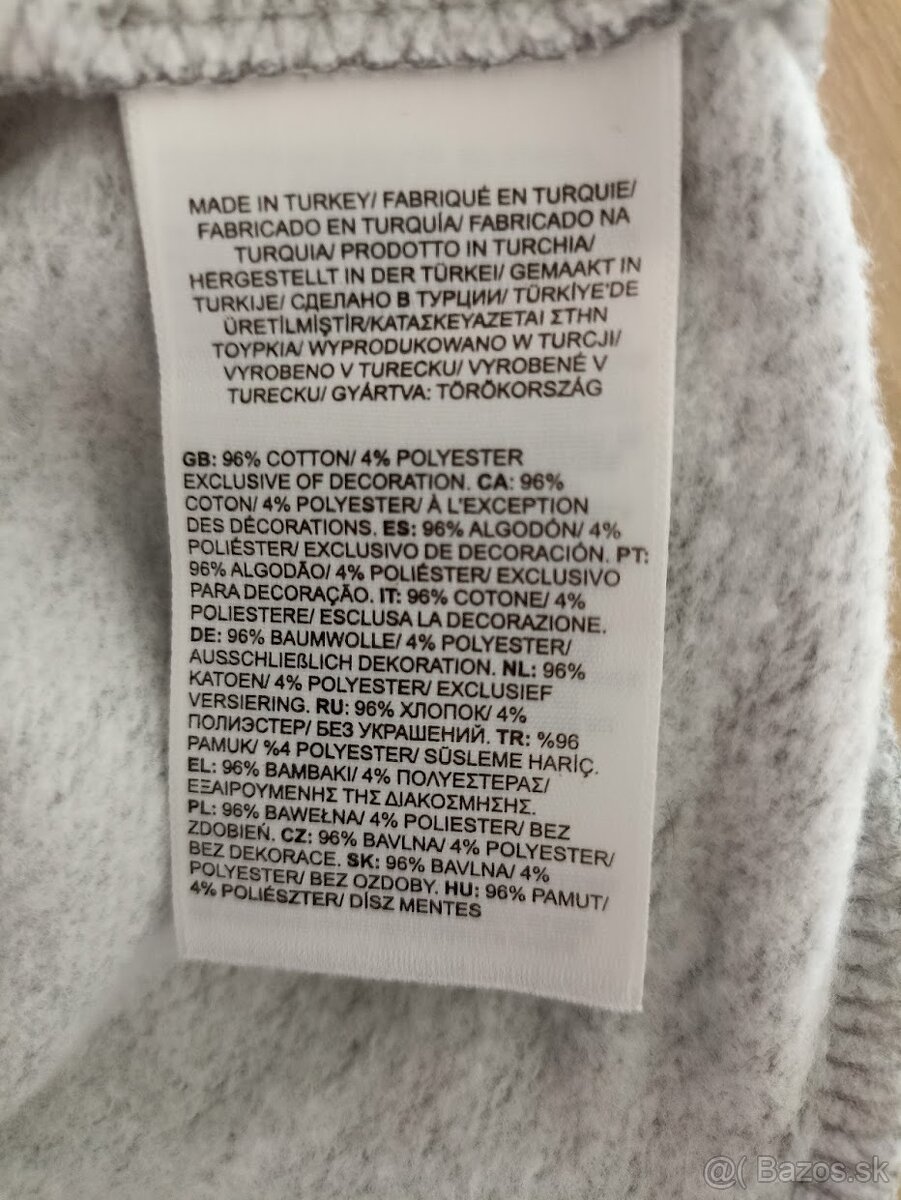 MADE IN TURKEY/ FABRIQUÉ EN TURQUIE/
FABRICADO EN TURQUÍA/ FABRICADO NA
TURQUIA/ PRODOTTO IN TURCHIA/
HERGESTELLT IN DER TÜRKEI/ GEMAAKT IN
TURKIJE/ СДЕЛАНО В ТУРЦИИ/ TÜRKİYE'DE
ÜRETİLMİŞTİR/ΚΑΤΑΣΚΕΥΑΖΕΤΑΙ ΣΤΗΝ
ΤΟΥΡΚΙΑ/ WYPRODUKOWANO W TURCJI/
VYROBENO V TURECKU/ VYROBENÉ V
TURECKU/ GYÁRTVA: TÖRÖKORSZÁG
GB: 96% COTTON/ 4% POLYESTER
EXCLUSIVE OF DECORATION. CA: 96%
COTON/ 4% POLYESTER/ À L'EXCEPTION
DES DÉCORATIONS. ES: 96% ALGODÓN/ 4%
POLIÉSTER/ EXCLUSIVO DE DECORACIÓN. PT:
96% ALGODÃO/ 4% POLIÉSTER/ EXCLUSIVO
PARA DECORAÇÃO. IT: 96% COTONE/ 4%
POLIESTERE/ ESCLUSA LA DECORAZIONE.
DE: 96% BAUMWOLLE/ 4% POLYESTER/
AUSSCHLIEßLICH DEKORATION. NL: 96%
KATOEN/ 4% POLYESTER/ EXCLUSIEF
VERSIERING. RU: 96% ХЛОПОК/ 4%
ПОЛИЭСТЕР/ БЕЗ УКРАШЕНИЙ. TR: %96
PAMUK/ %4 POLYESTER/ SÜSLEME HARİÇ.
EL: 96% ΒΑΜΒΑΚΙ/ 4% ΠΟΛΥΕΣΤΕΡΑΣ/
ΕΞΑΙΡΟΥΜΕΝΗΣ ΤΗΣ ΔΙΑΚΟΣΜΗΣΗΣ.
PL: 96% BAWEŁNA/ 4% POLIESTER/ BEZ
ZDOBIEŃ. CZ: 96% BAVLNA/ 4% POLYESTER/
BEZ DEKORACE. SK: 96% BAVLNA/ 4%
POLYESTER/ BEZ OZDOBY. HU: 96% PAMUT/
4% POLIÉSZTER/ DÍSZ MENTES
@( Bazos.sk